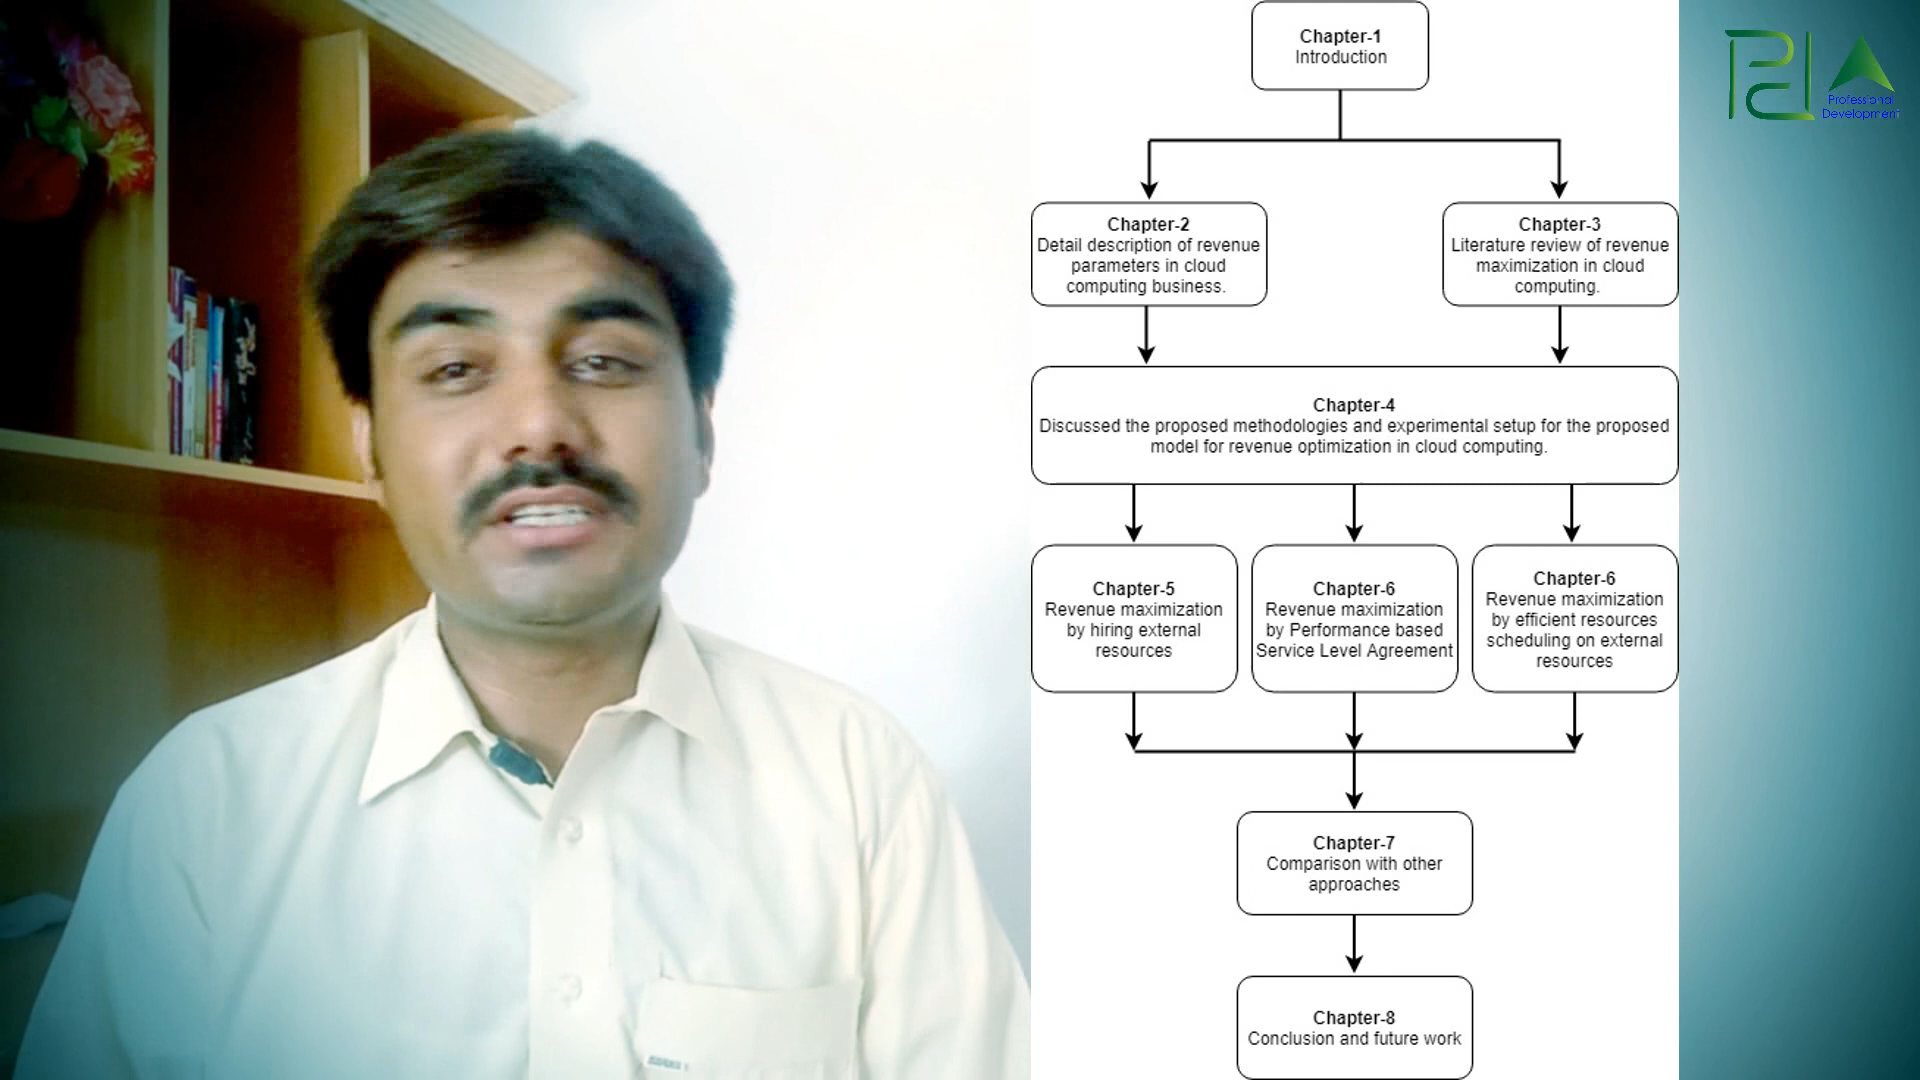 Chapter-1
Introduction
Chapter-2
Detail description of revenue
parameters in cloud
computing business.
Chapter-3
Literature review of revenue
maximization in cloud
computing.
Chapter-4
Discussed the proposed methodologies and experimental setup for the proposed
model for revenue optimization in cloud computing.
Chapter-5
Revenue maximization
by hiring external
resources
Chapter-6
Revenue maximization
by Performance based
Service Level Agreement
Chapter-6
Revenue maximization
by efficient resources
scheduling on external
resources
Chapter-7
Comparison with other
approaches
Chapter-8
Conclusion and future work
Professional
Development